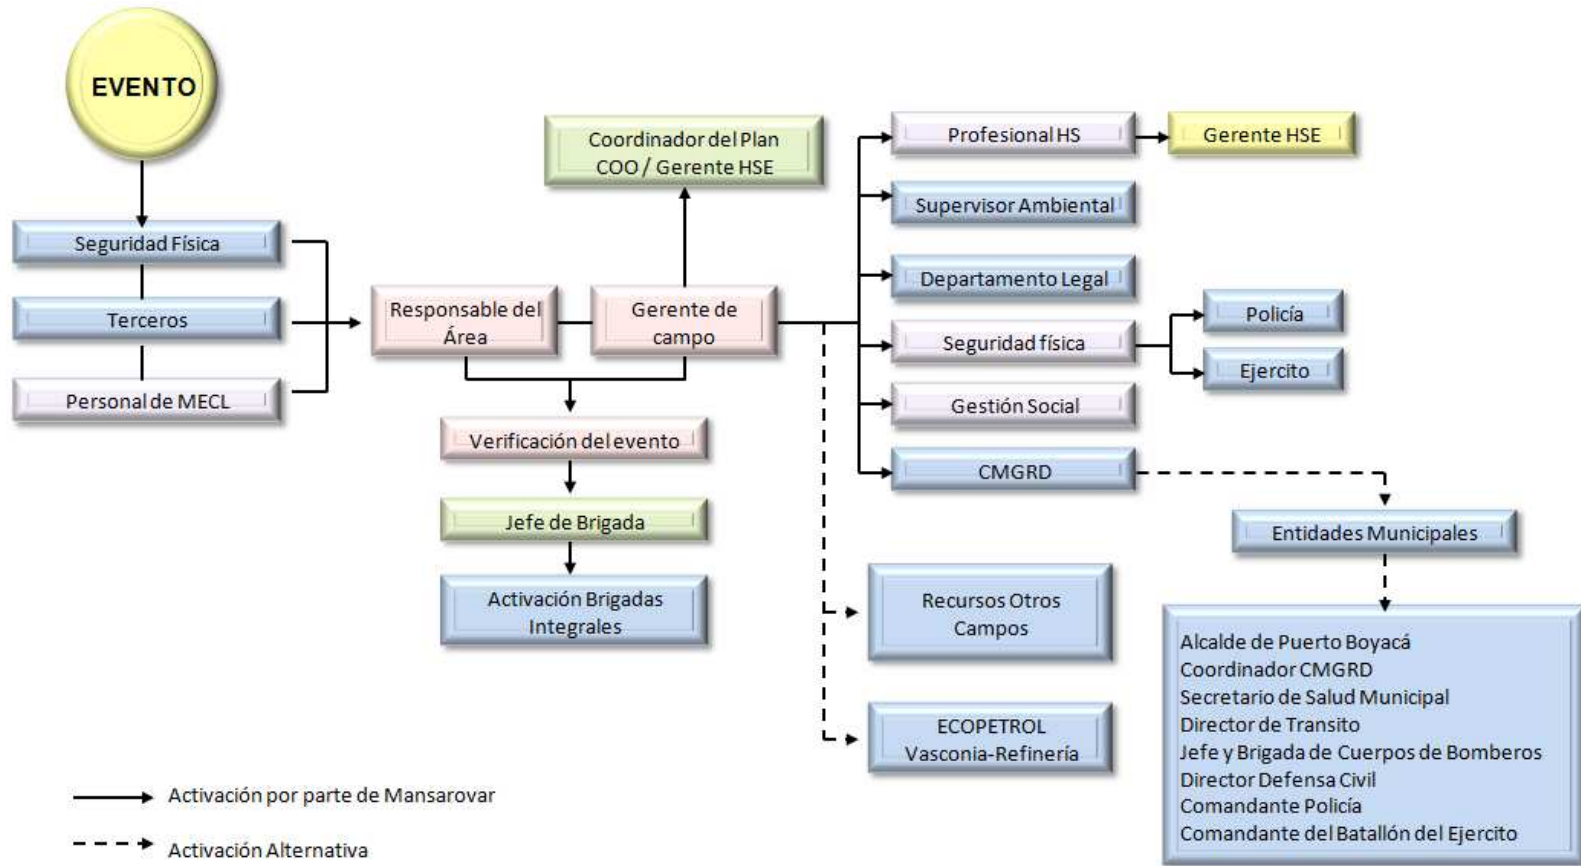 EVENTO
Seguridad Física
Terceros
Personal de MECL
Responsable del
Área
Gerente de
campo
Coordinador del Plan
COO / Gerente HSE
Verificación del evento
Jefe de Brigada
Activación Brigadas
Integrales
Profesional HS
Gerente HSE
Supervisor Ambiental
Departamento Legal
Seguridad física
Policía
Ejercito
Gestión Social
CMGRD
Entidades Municipales
Recursos Otros
Campos
ECOPETROL
Vasconia-Refinería
Alcalde de Puerto Boyacá
Coordinador CMGRD
Secretario de Salud Municipal
Director de Transito
Jefe y Brigada de Cuerpos de Bomberos
Director Defensa Civil
Comandante Policía
Comandante del Batallón del Ejercito
Activación por parte de Mansarovar
Activación Alternativa